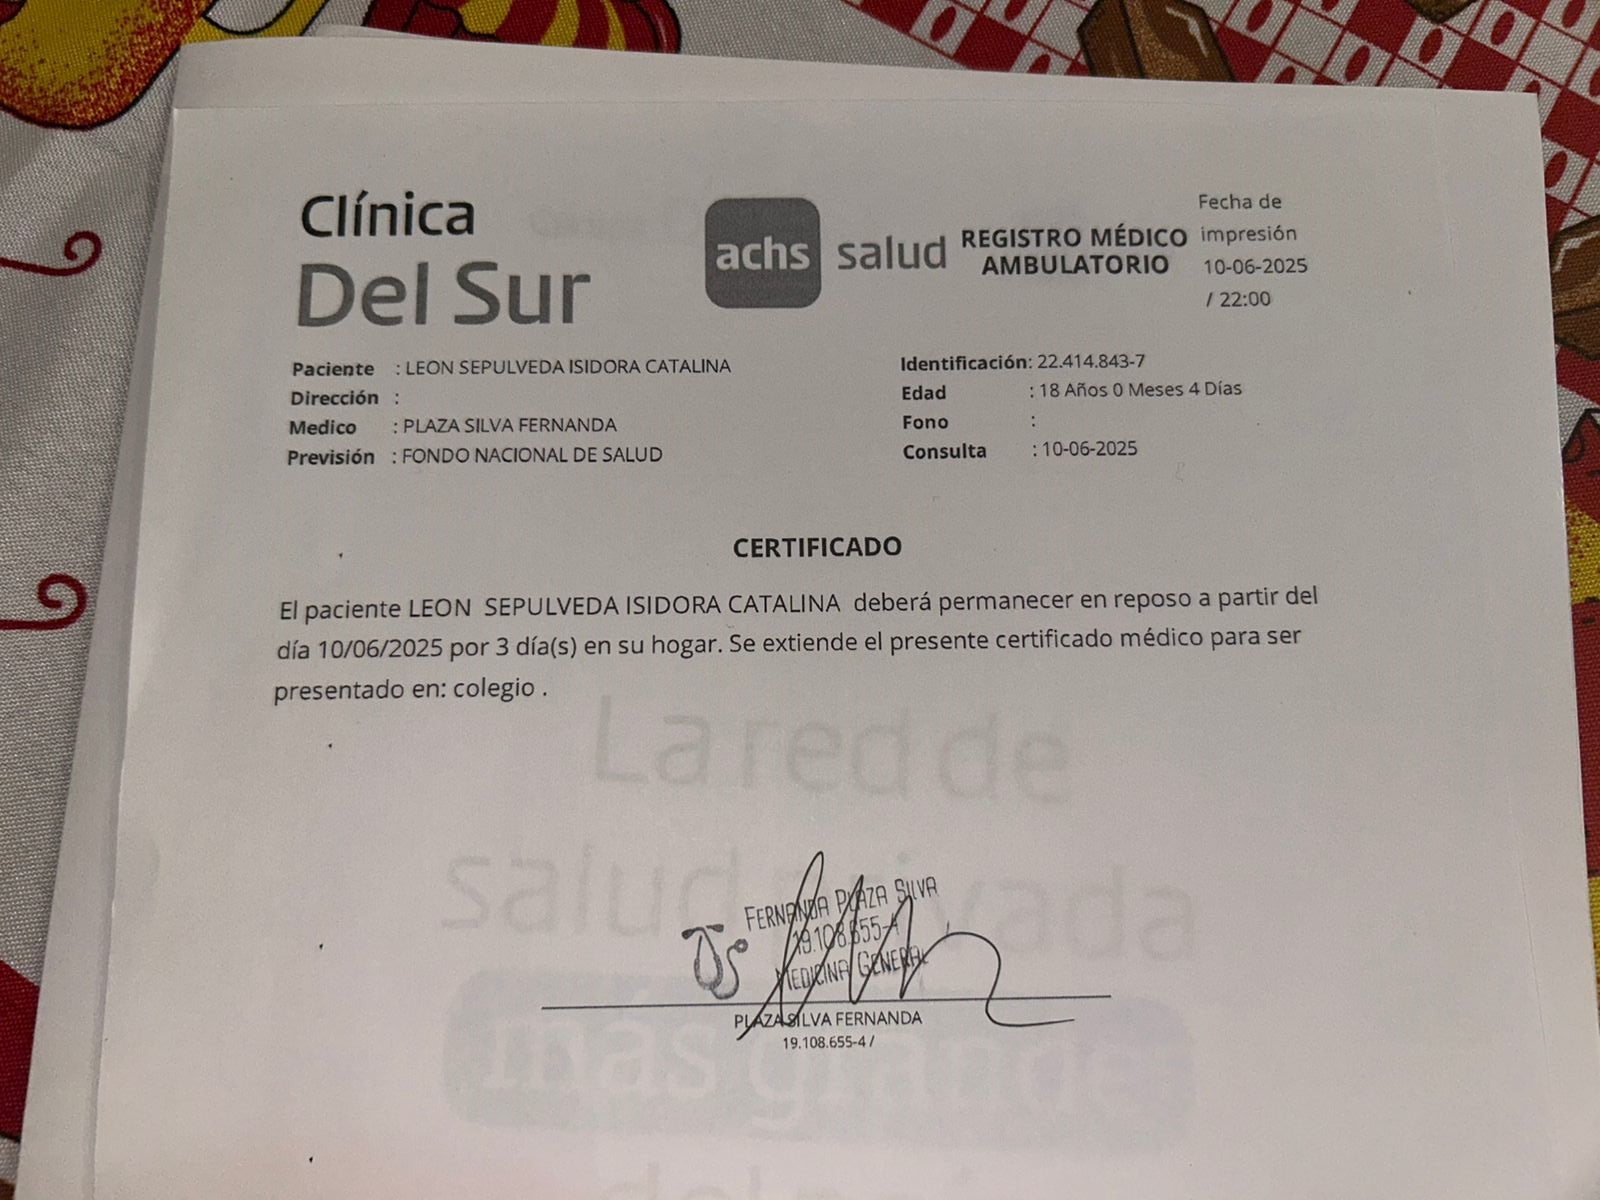 Clínica
Del Sur
achs salud
REGISTRO MÉDICO
AMBULATORIO
Fecha de
impresión
10-06-2025
/ 22:00
Paciente : LEON SEPULVEDA ISIDORA CATALINA
Dirección :
Medico : PLAZA SILVA FERNANDA
Previsión : FONDO NACIONAL DE SALUD
Identificación: 22.414.843-7
Edad : 18 Años 0 Meses 4 Días
Fono :
Consulta : 10-06-2025
CERTIFICADO
El paciente LEON SEPULVEDA ISIDORA CATALINA deberá permanecer en reposo a partir del
día 10/06/2025 por 3 día(s) en su hogar. Se extiende el presente certificado médico para ser
presentado en: colegio .
La red de
salud privada
más grande
FERNANDA PLAZA SILVA
19.108.655-4
MEDICINA GENERAL
PLAZA SILVA FERNANDA
19.108.655-4 /